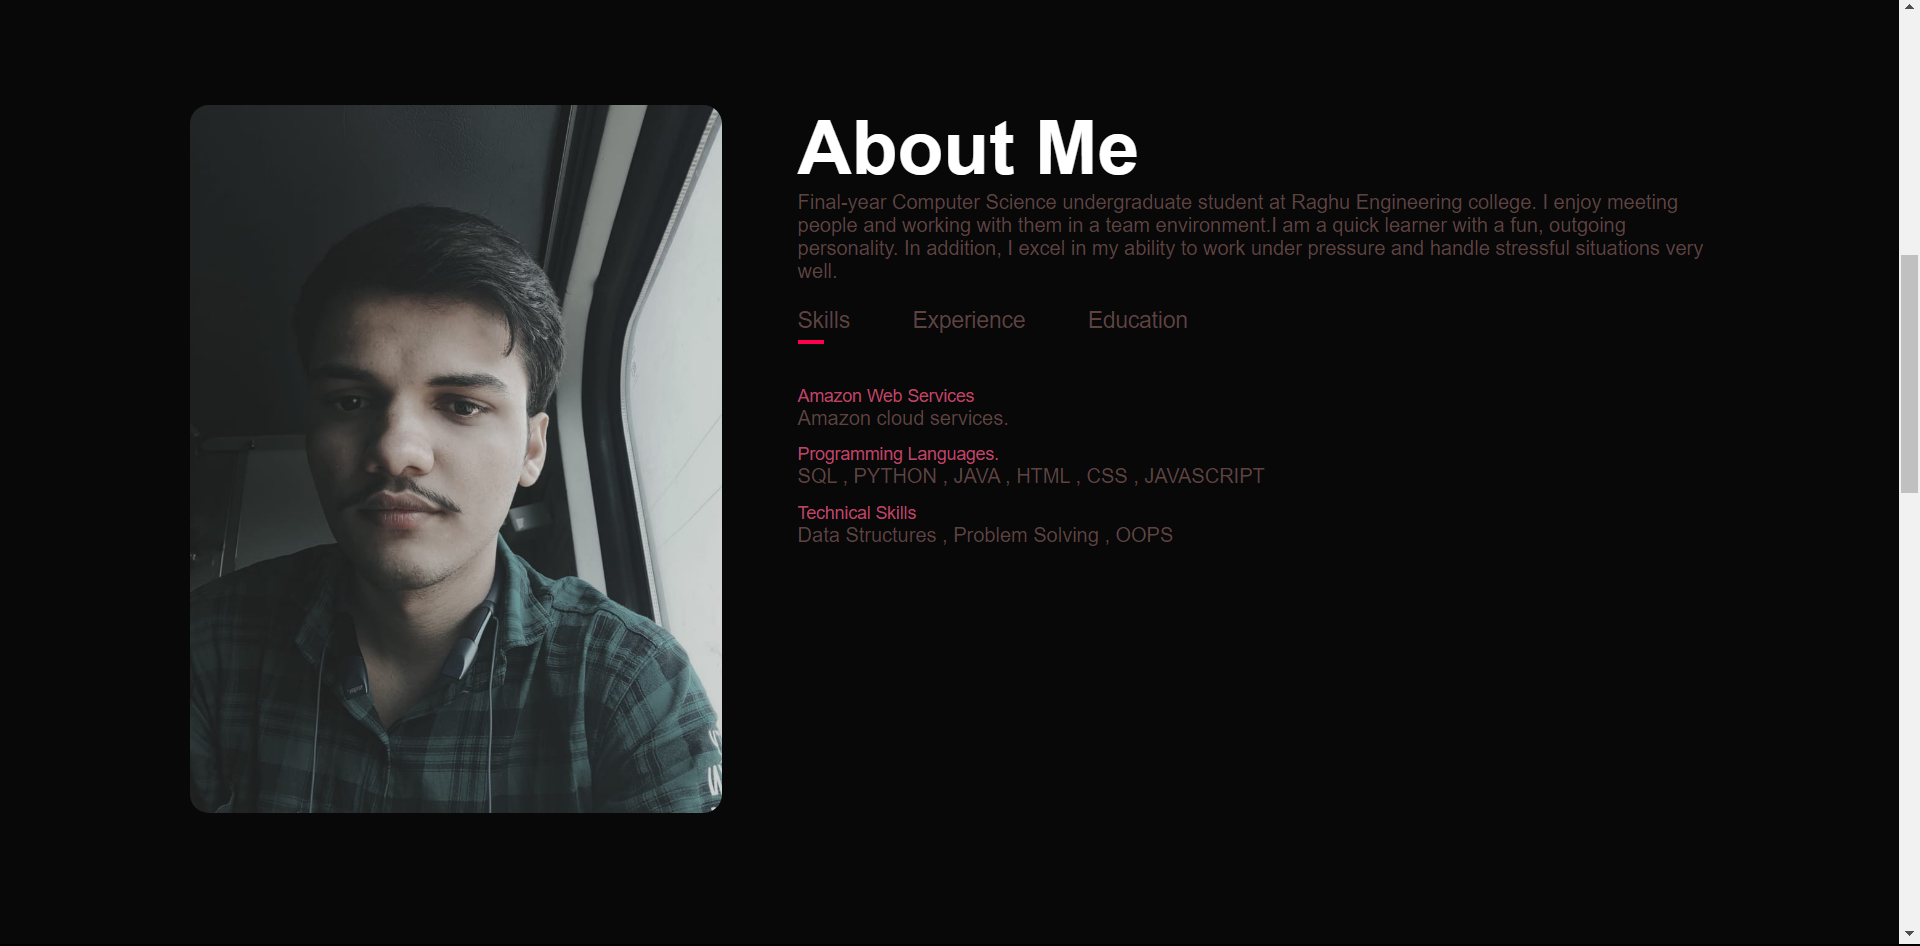 About Me
Final-year Computer Science undergraduate student at Raghu Engineering college. I enjoy meeting
people and working with them in a team environment.I am a quick learner with a fun, outgoing
personality. In addition, I excel in my ability to work under pressure and handle stressful situations very
well.
Skills Experience Education
Amazon Web Services
Amazon cloud services.
Programming Languages.
SQL , PYTHON , JAVA , HTML , CSS , JAVASCRIPT
Technical Skills
Data Structures , Problem Solving , OOPS